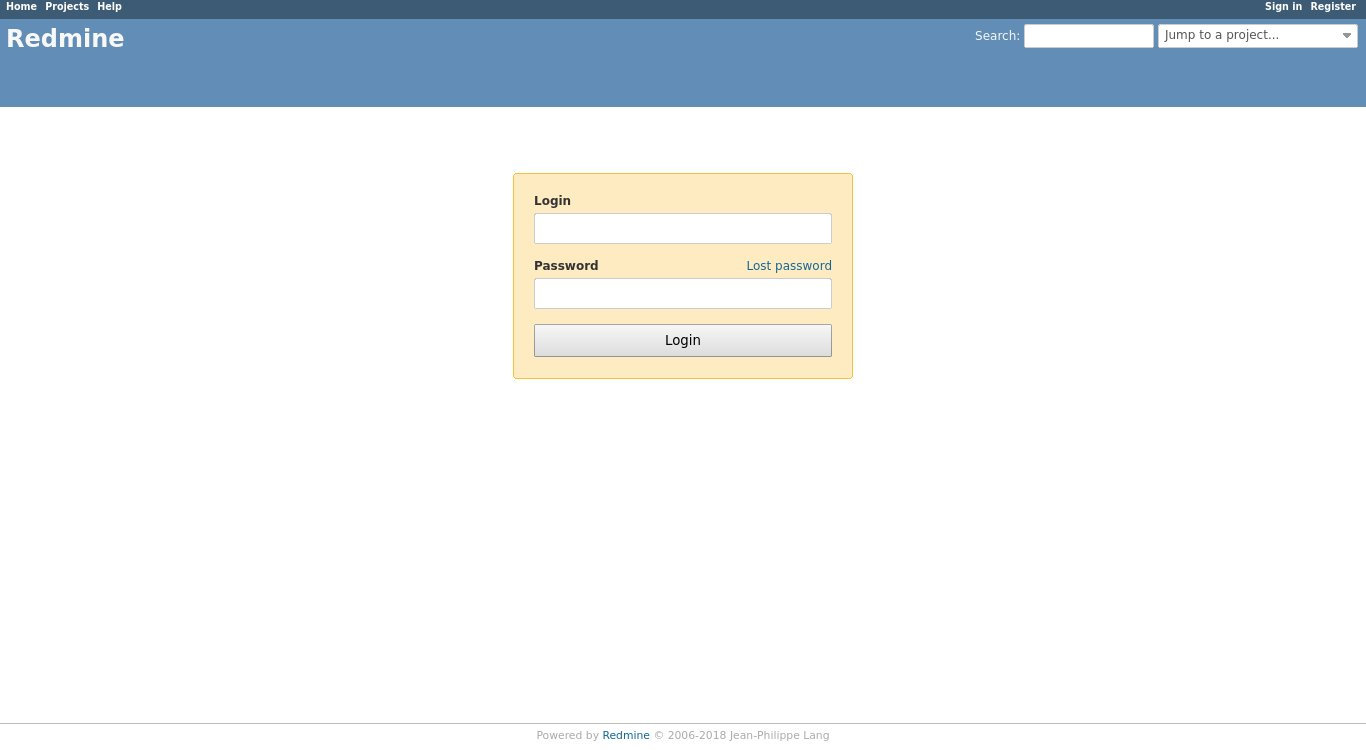 Home Projects Help Sign in Register
Redmine Search: Jump to a project...
Login
Password Lost password
Login
Powered by Redmine © 2006-2018 Jean-Philippe Lang